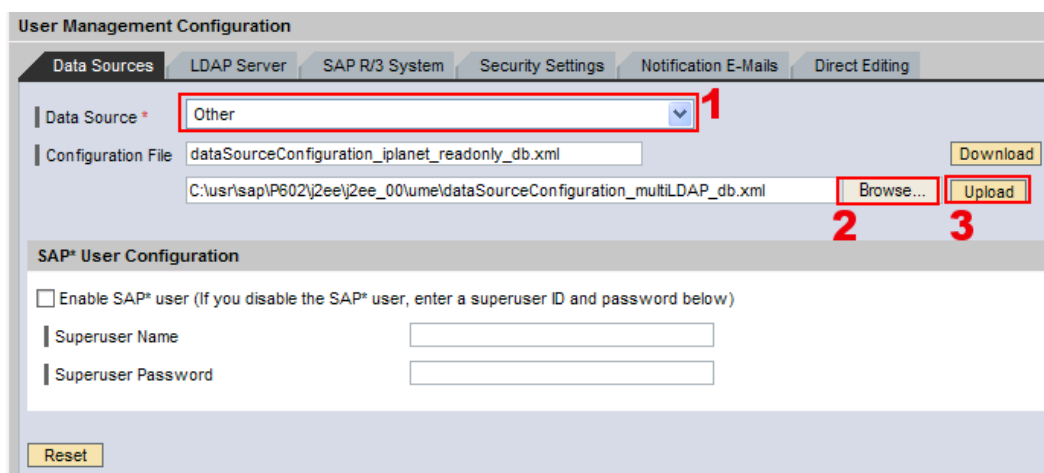 User Management Configuration
Data Sources LDAP Server SAP R/3 System Security Settings Notification E-Mails Direct Editing
Data Source * Other 1
Configuration File dataSourceConfiguration_iplanet_readonly_db.xml Download
C:\usr\sap\P602\j2ee\j2ee_00\ume\dataSourceConfiguration_multiLDAP_db.xml Browse... Upload
2 3
SAP* User Configuration
Enable SAP* user (If you disable the SAP* user, enter a superuser ID and password below)
Superuser Name
Superuser Password
Reset